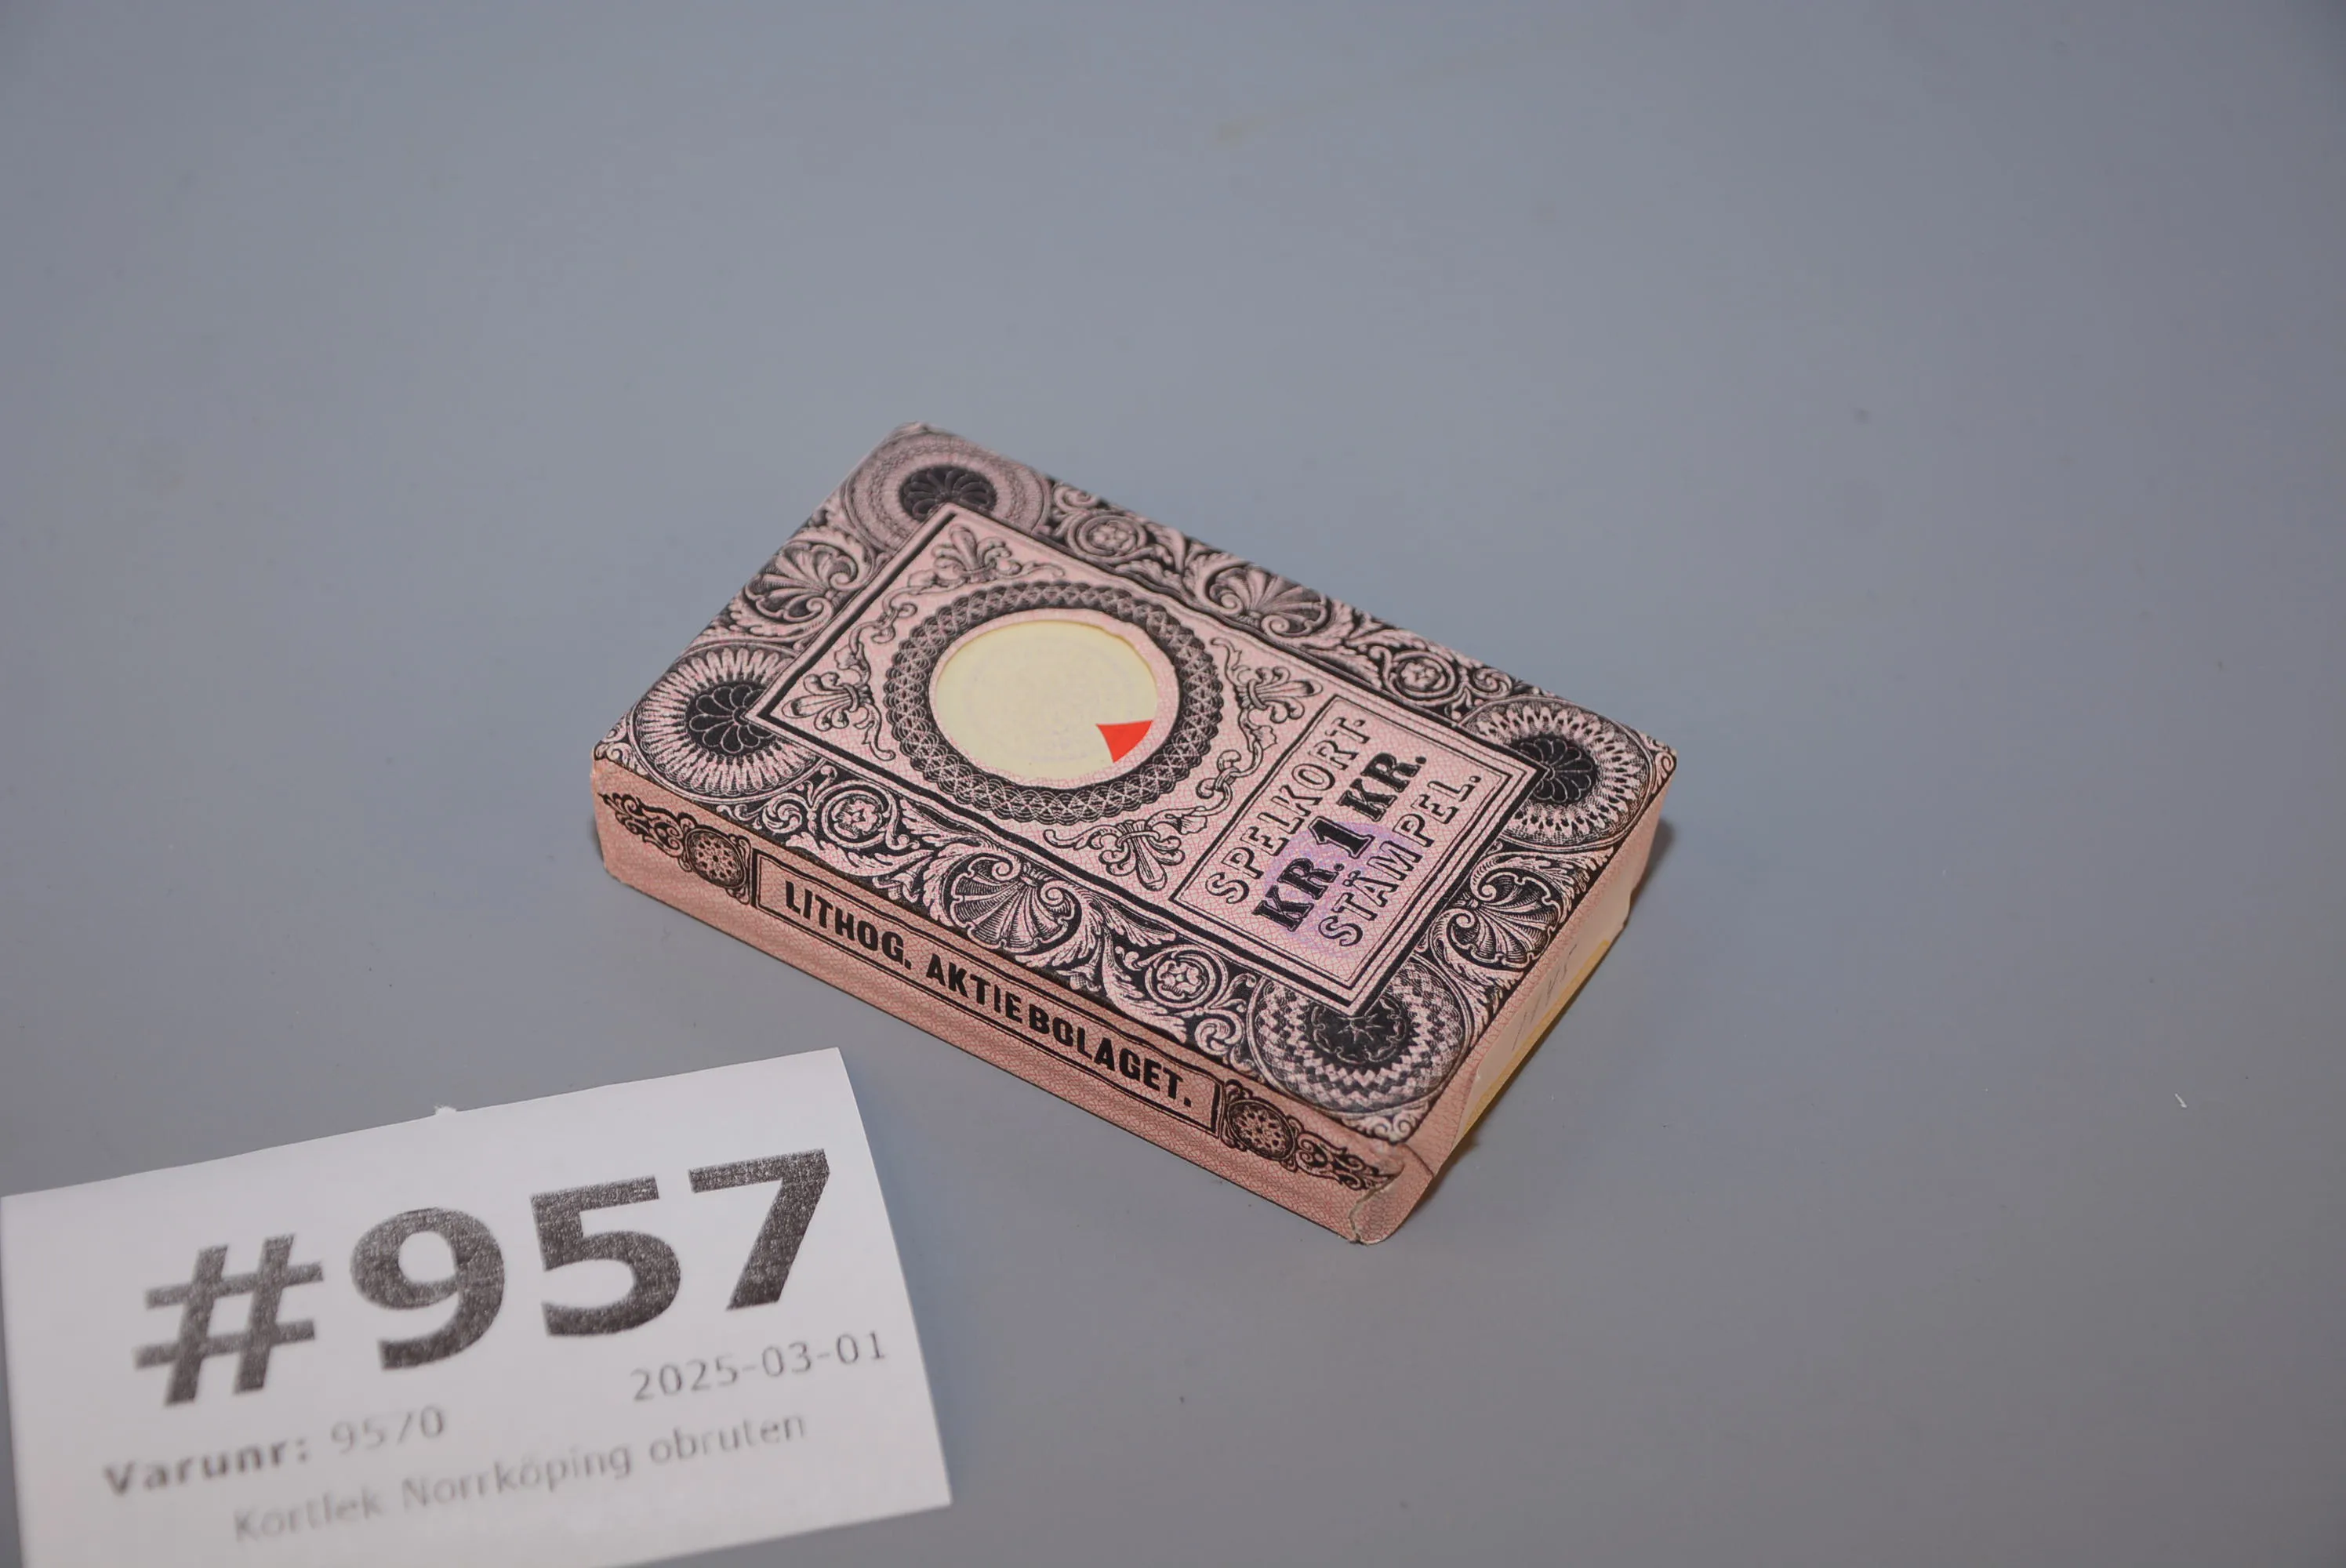 SPELKORT-
KR. 1 KR.
STÄMPEL.
LITHOG. AKTIEBOLAGET.
#957
2025-03-01
Varunr: 9570
Kortlek Norrköping obruten